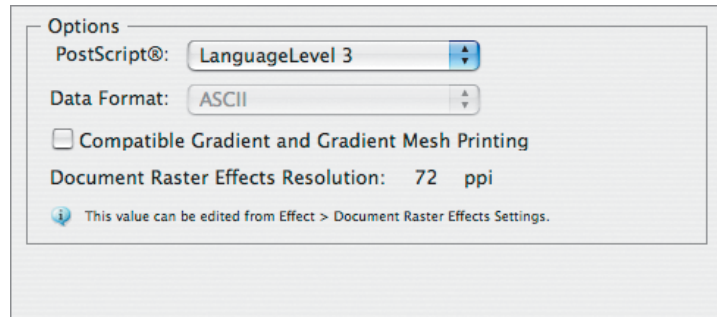 Options
PostScript®: LanguageLevel 3
Data Format: ASCII
Compatible Gradient and Gradient Mesh Printing
Document Raster Effects Resolution: 72 ppi
This value can be edited from Effect > Document Raster Effects Settings.